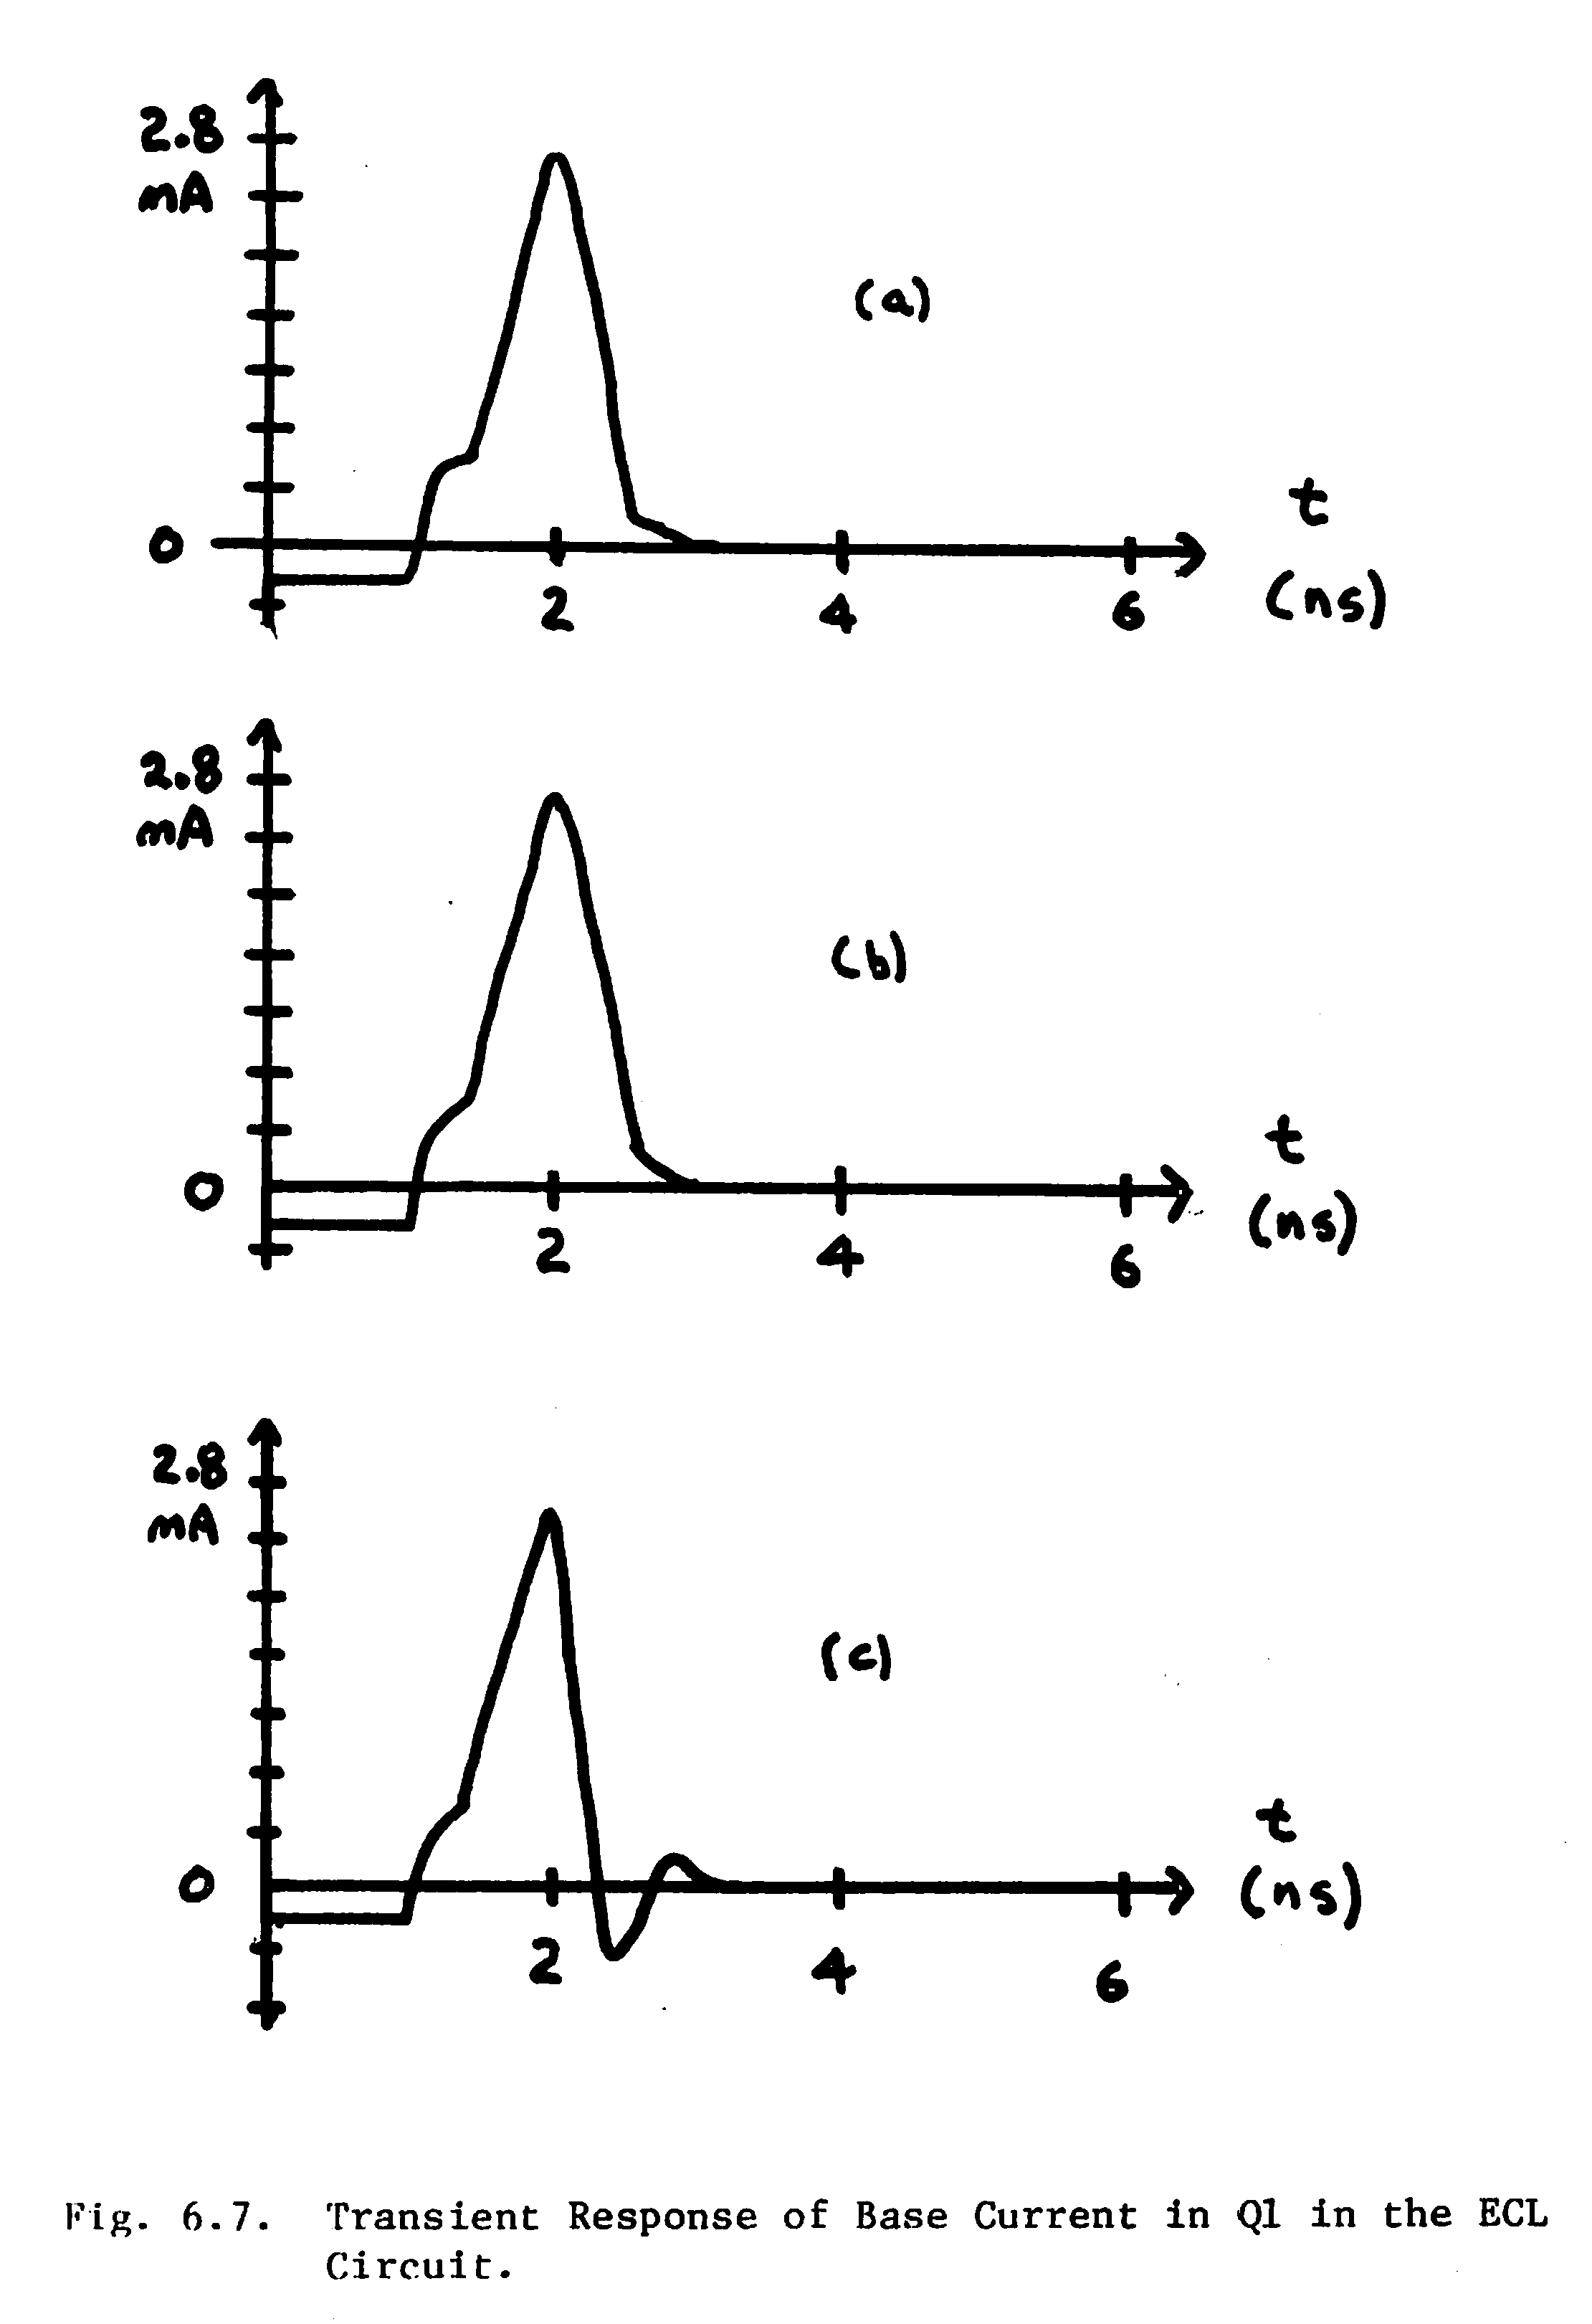 2.8
mA
(a)
0
t
2 4 6 (ns)
2.8
mA
(b)
0
t
2 4 6 (ns)
2.8
mA
(c)
0
t
2 4 6 (ns)
Fig. 6.7. Transient Response of Base Current in Q1 in the ECL
Circuit.